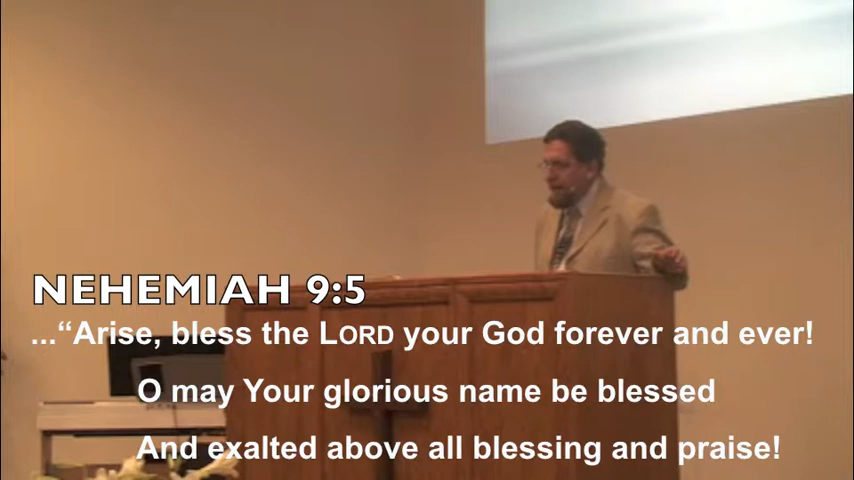 NEHEMIAH 9:5
...“Arise, bless the LORD your God forever and ever!
O may Your glorious name be blessed
And exalted above all blessing and praise!